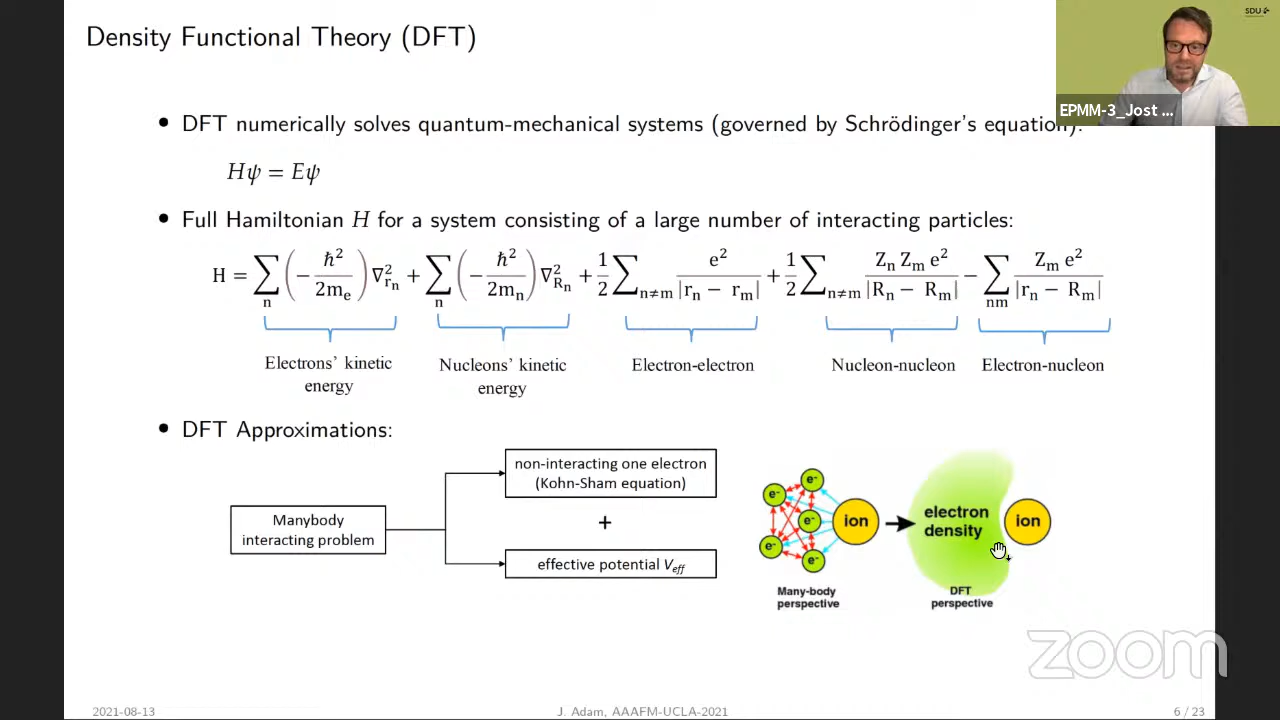 Density Functional Theory (DFT)
SDU
EPMM-3_Jost ...
• DFT numerically solves quantum-mechanical systems (governed by Schrödinger's equation):
Hψ = Eψ
• Full Hamiltonian H for a system consisting of a large number of interacting particles:
H = ∑_n (−ħ²/2m_e) ∇²_{r_n} + ∑_n (−ħ²/2m_n) ∇²_{R_n} + 1/2 ∑_{n≠m} e²/|r_n − r_m| + 1/2 ∑_{n≠m} Z_n Z_m e²/|R_n − R_m| − ∑_{nm} Z_m e²/|r_n − R_m|
Electrons' kinetic
energy
Nucleons' kinetic
energy
Electron-electron
Nucleon-nucleon
Electron-nucleon
• DFT Approximations:
Manybody
interacting problem
non-interacting one electron
(Kohn-Sham equation)
+
effective potential V_eff
e⁻
e⁻
e⁻
e⁻
e⁻
ion
Many-body
perspective
electron
density
ion
DFT
perspective
zoom
2021-08-13
J. Adam, AAAFM-UCLA-2021
6 / 23